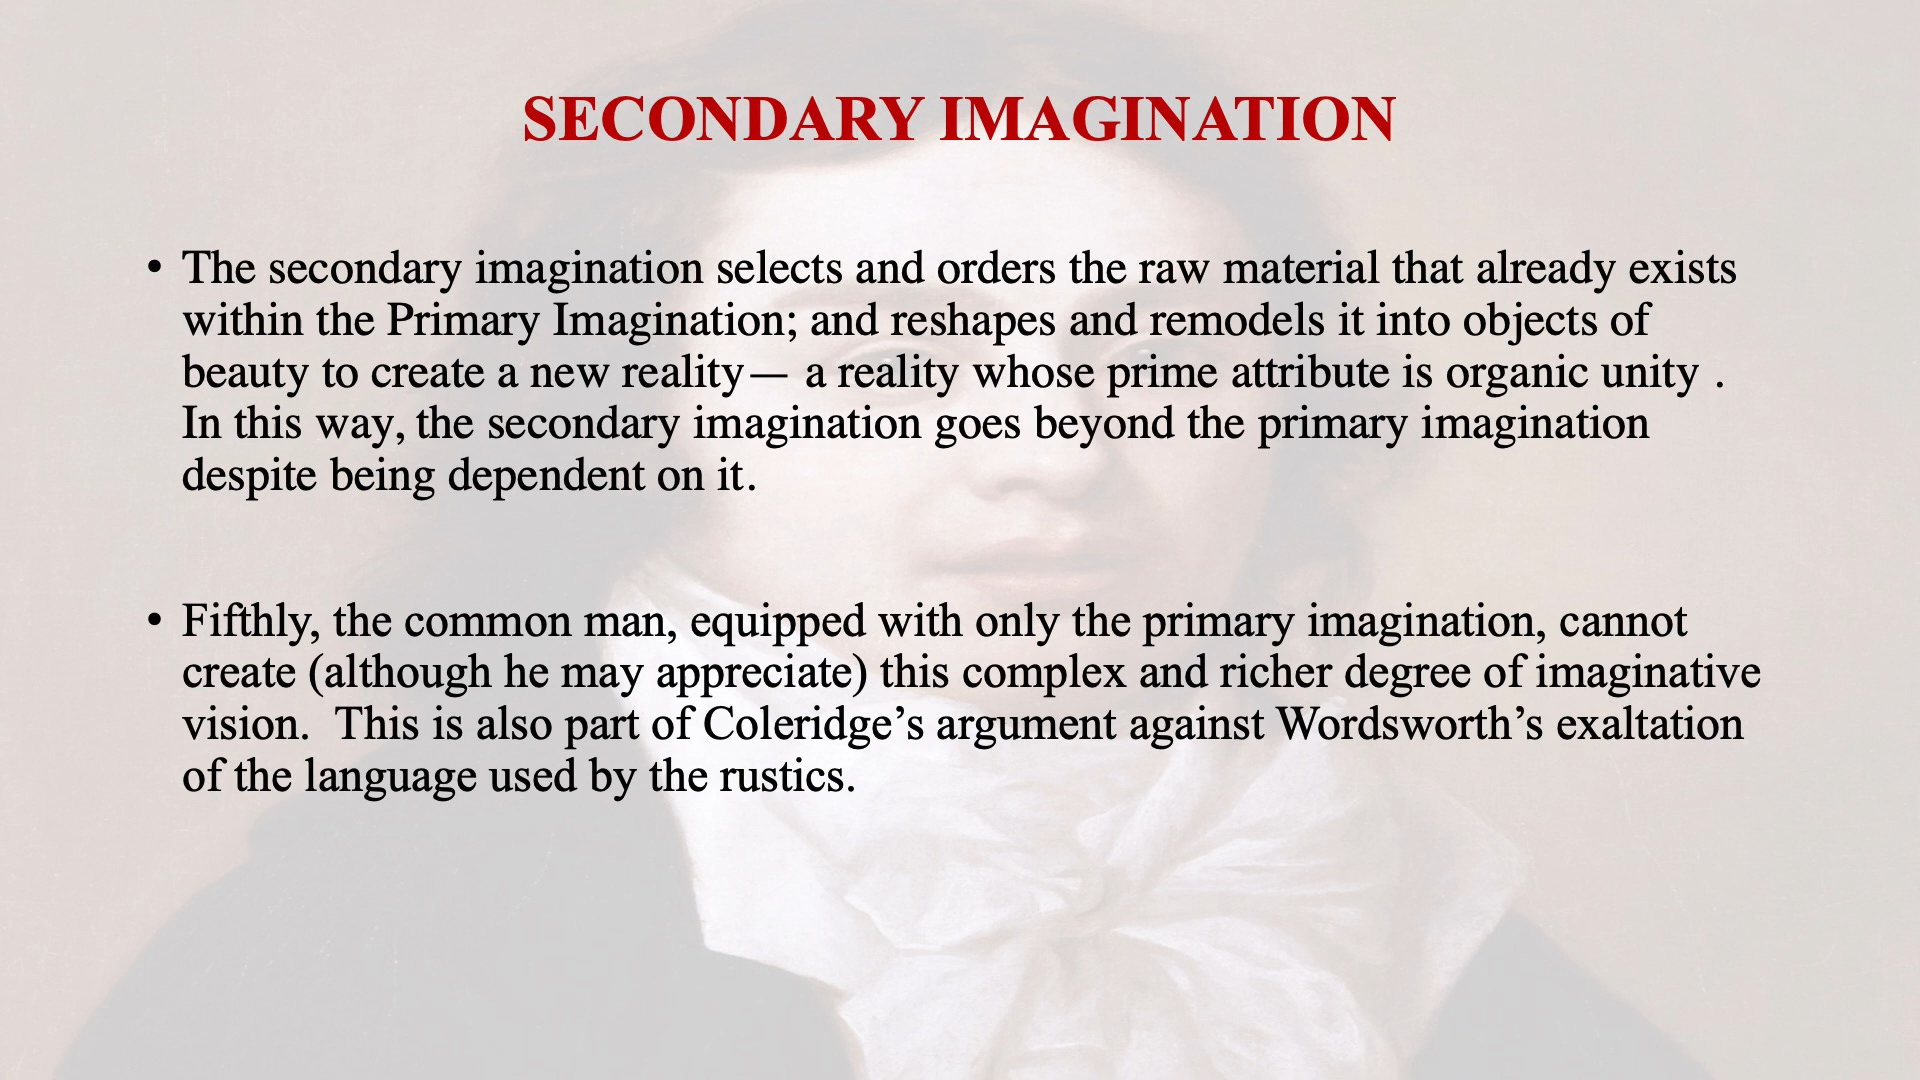 SECONDARY IMAGINATION
• The secondary imagination selects and orders the raw material that already exists
within the Primary Imagination; and reshapes and remodels it into objects of
beauty to create a new reality— a reality whose prime attribute is organic unity .
In this way, the secondary imagination goes beyond the primary imagination
despite being dependent on it.
• Fifthly, the common man, equipped with only the primary imagination, cannot
create (although he may appreciate) this complex and richer degree of imaginative
vision.  This is also part of Coleridge’s argument against Wordsworth’s exaltation
of the language used by the rustics.